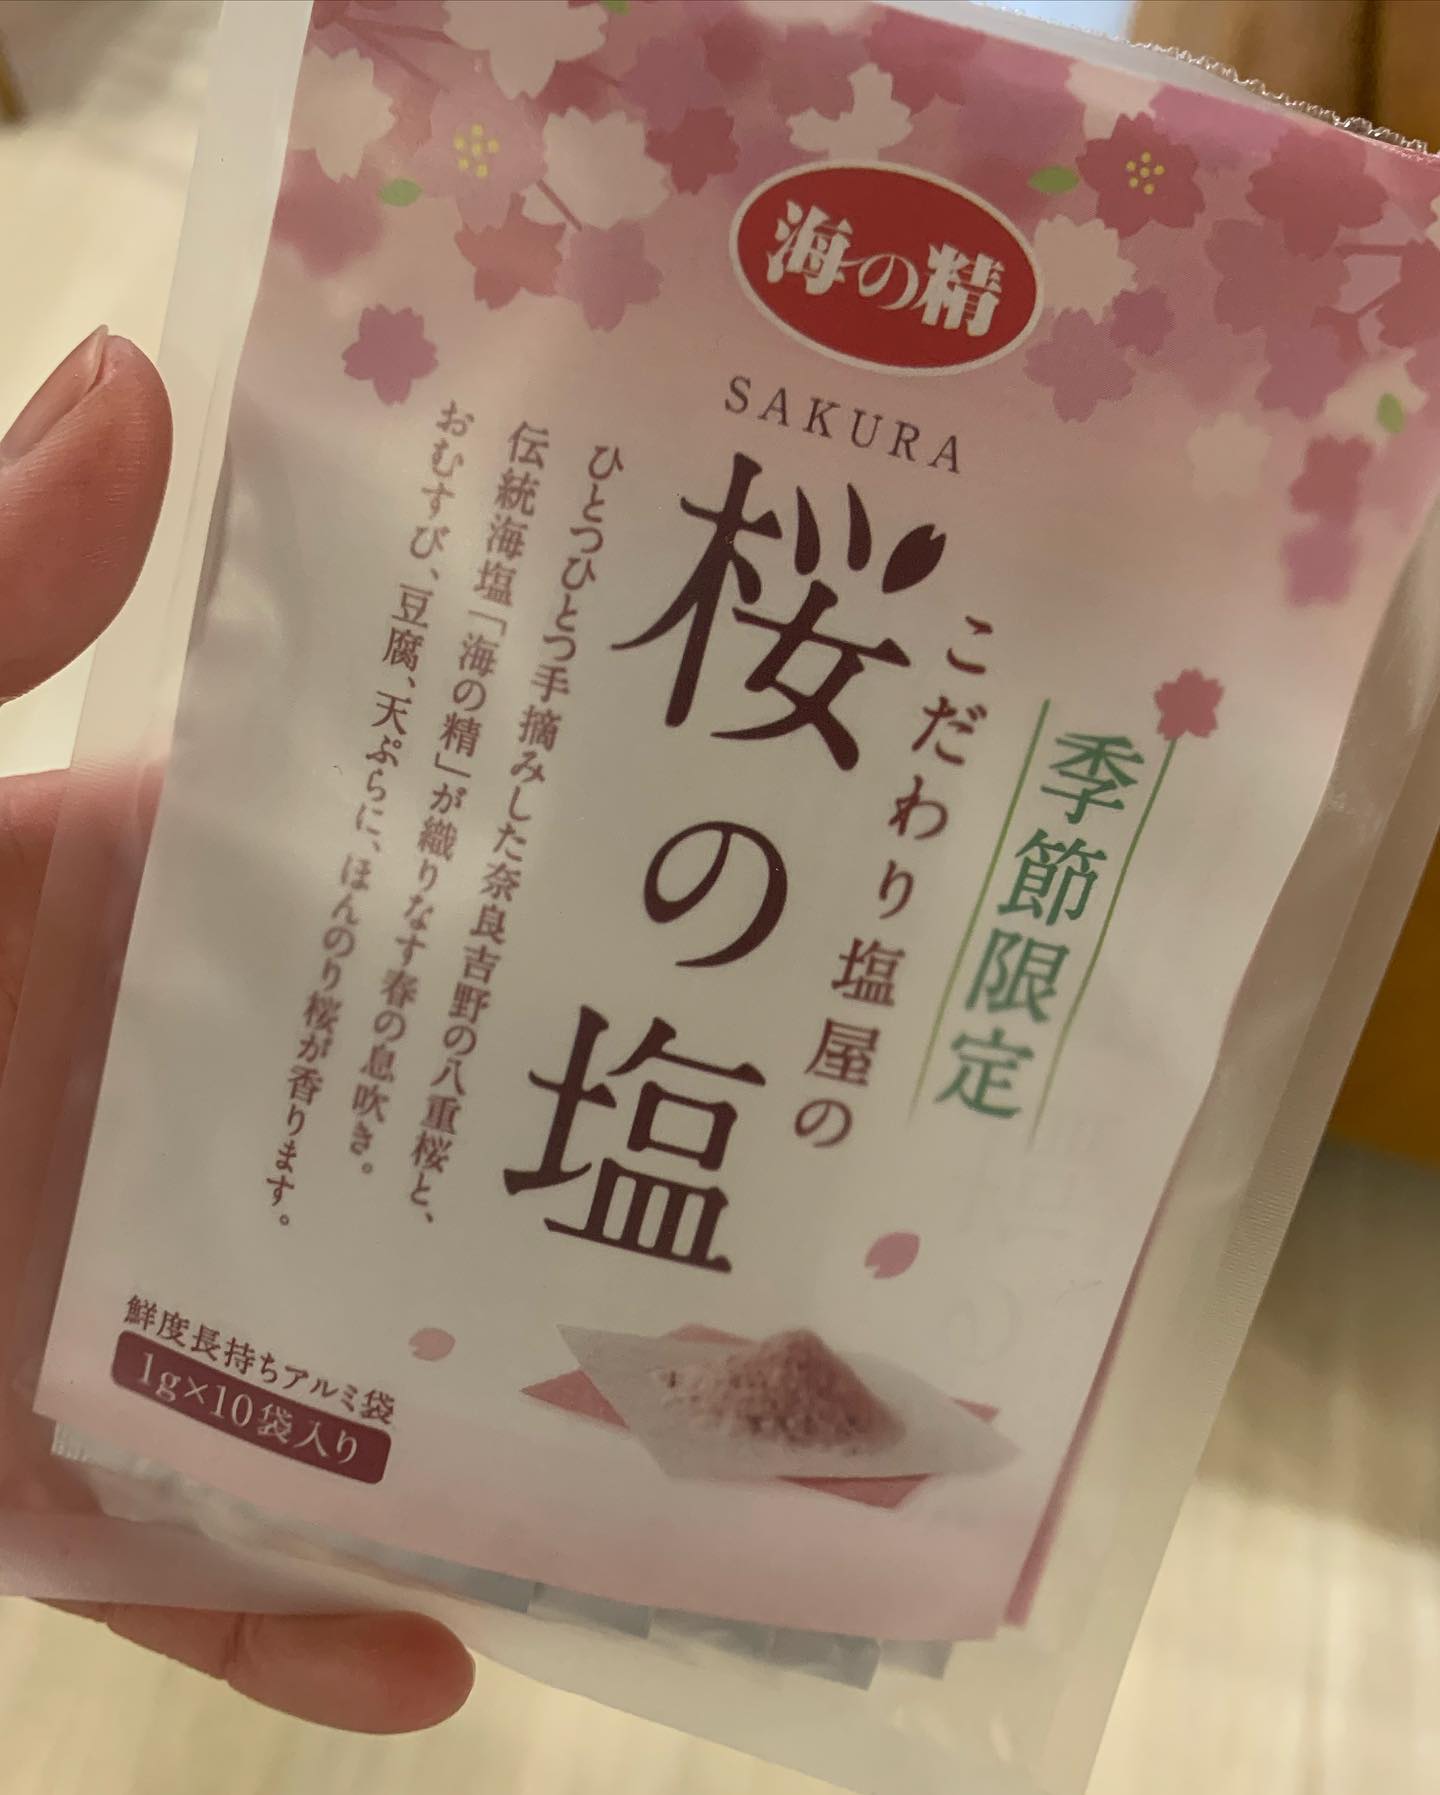 海の精
SAKURA
季節限定
こだわり塩屋の
桜の塩
ひとつひとつ手摘みした奈良吉野の八重桜と、
伝統海塩「海の精」が織りなす春の息吹き。
おむすび、豆腐、天ぷらに、ほんのり桜が香ります。
鮮度長持ちアルミ袋
1g×10袋入り